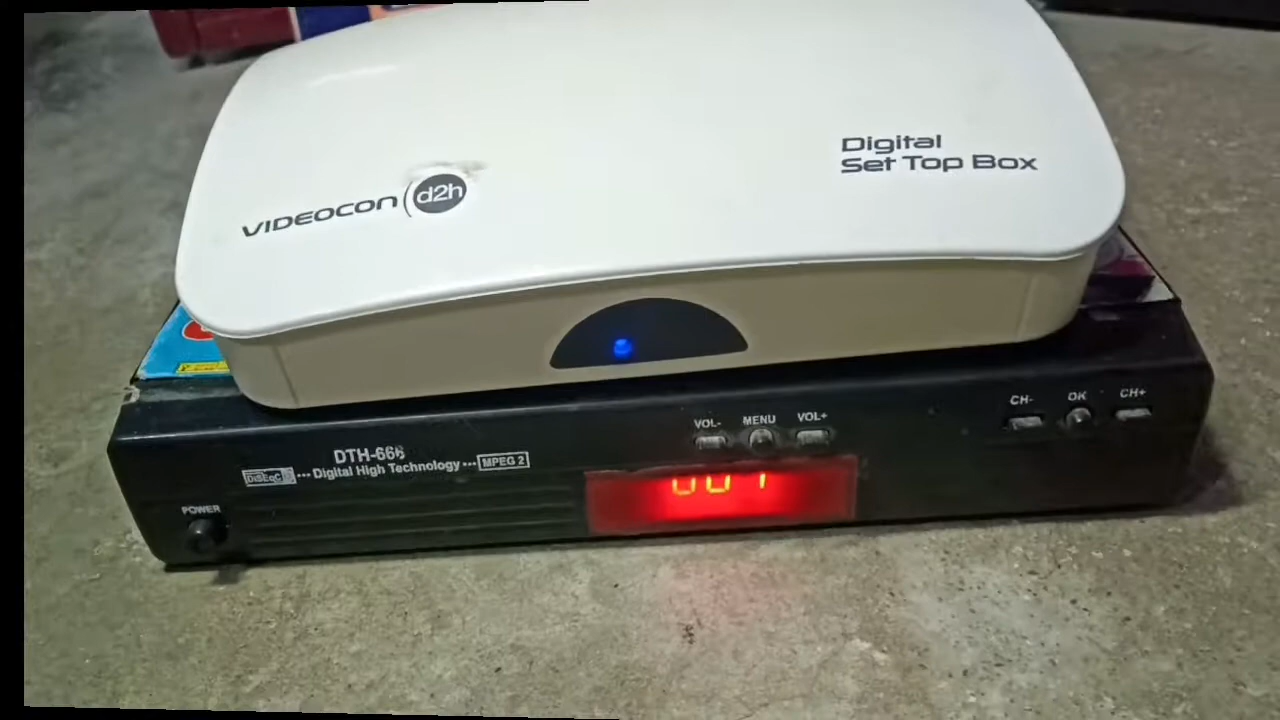 Digital
Set Top Box
VIDEOCON d2h
VOL- MENU VOL+
CH- OK CH+
DTH-666
DiSEqC ••• Digital High Technology ••• MPEG 2
POWER
001